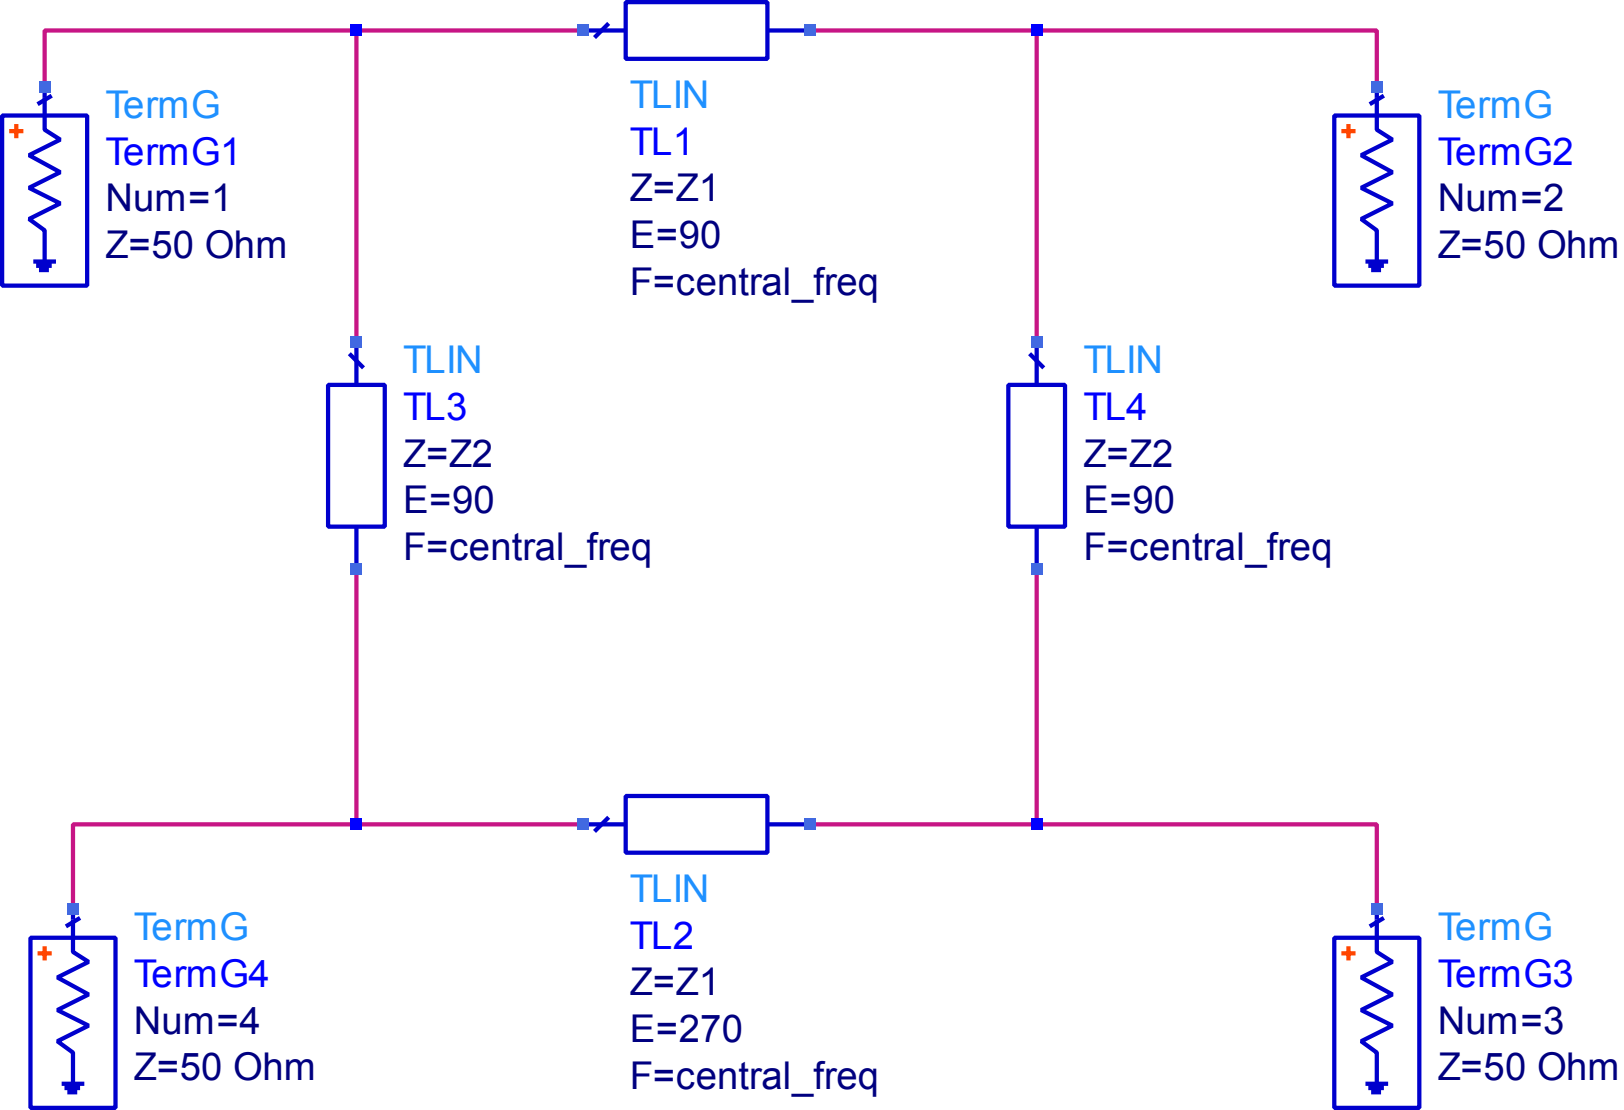 TermG
TermG1
Num=1
Z=50 Ohm
TLIN
TL1
Z=Z1
E=90
F=central_freq
TermG
TermG2
Num=2
Z=50 Ohm
TLIN
TL3
Z=Z2
E=90
F=central_freq
TLIN
TL4
Z=Z2
E=90
F=central_freq
TermG
TermG4
Num=4
Z=50 Ohm
TLIN
TL2
Z=Z1
E=270
F=central_freq
TermG
TermG3
Num=3
Z=50 Ohm